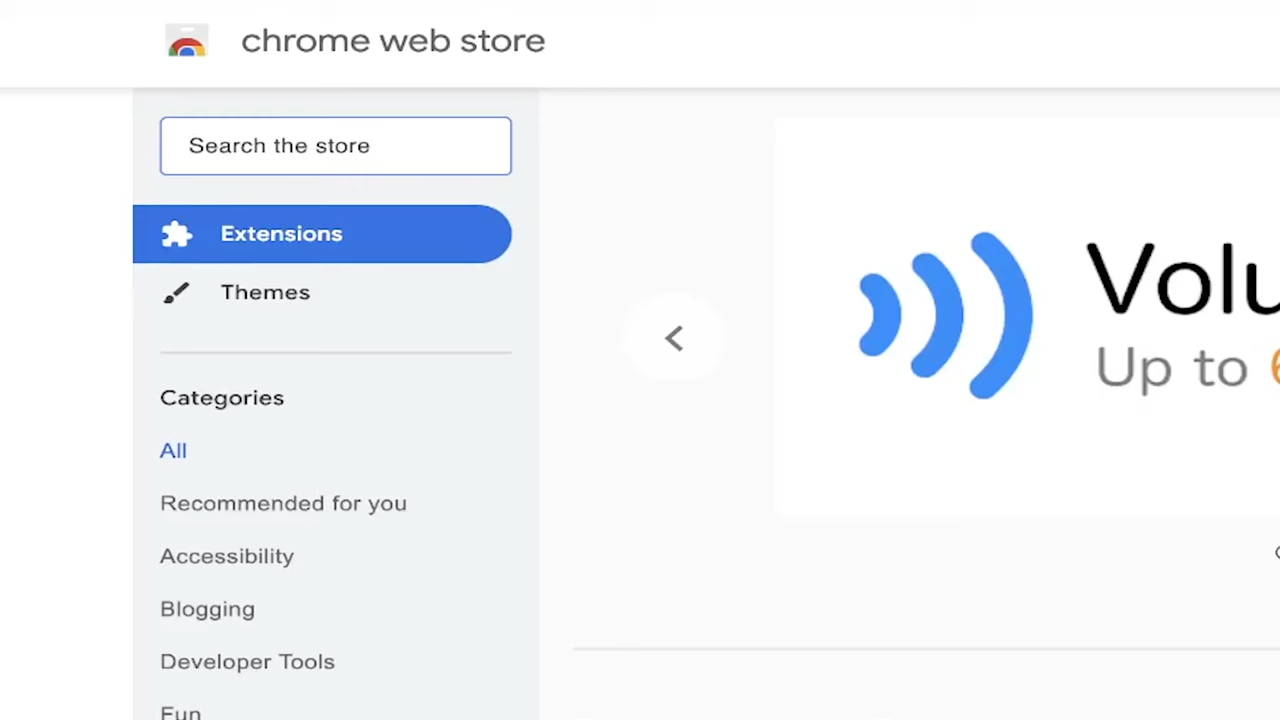 chrome web store
Search the store
Extensions
Themes
Categories
All
Recommended for you
Accessibility
Blogging
Developer Tools
Fun
Up to